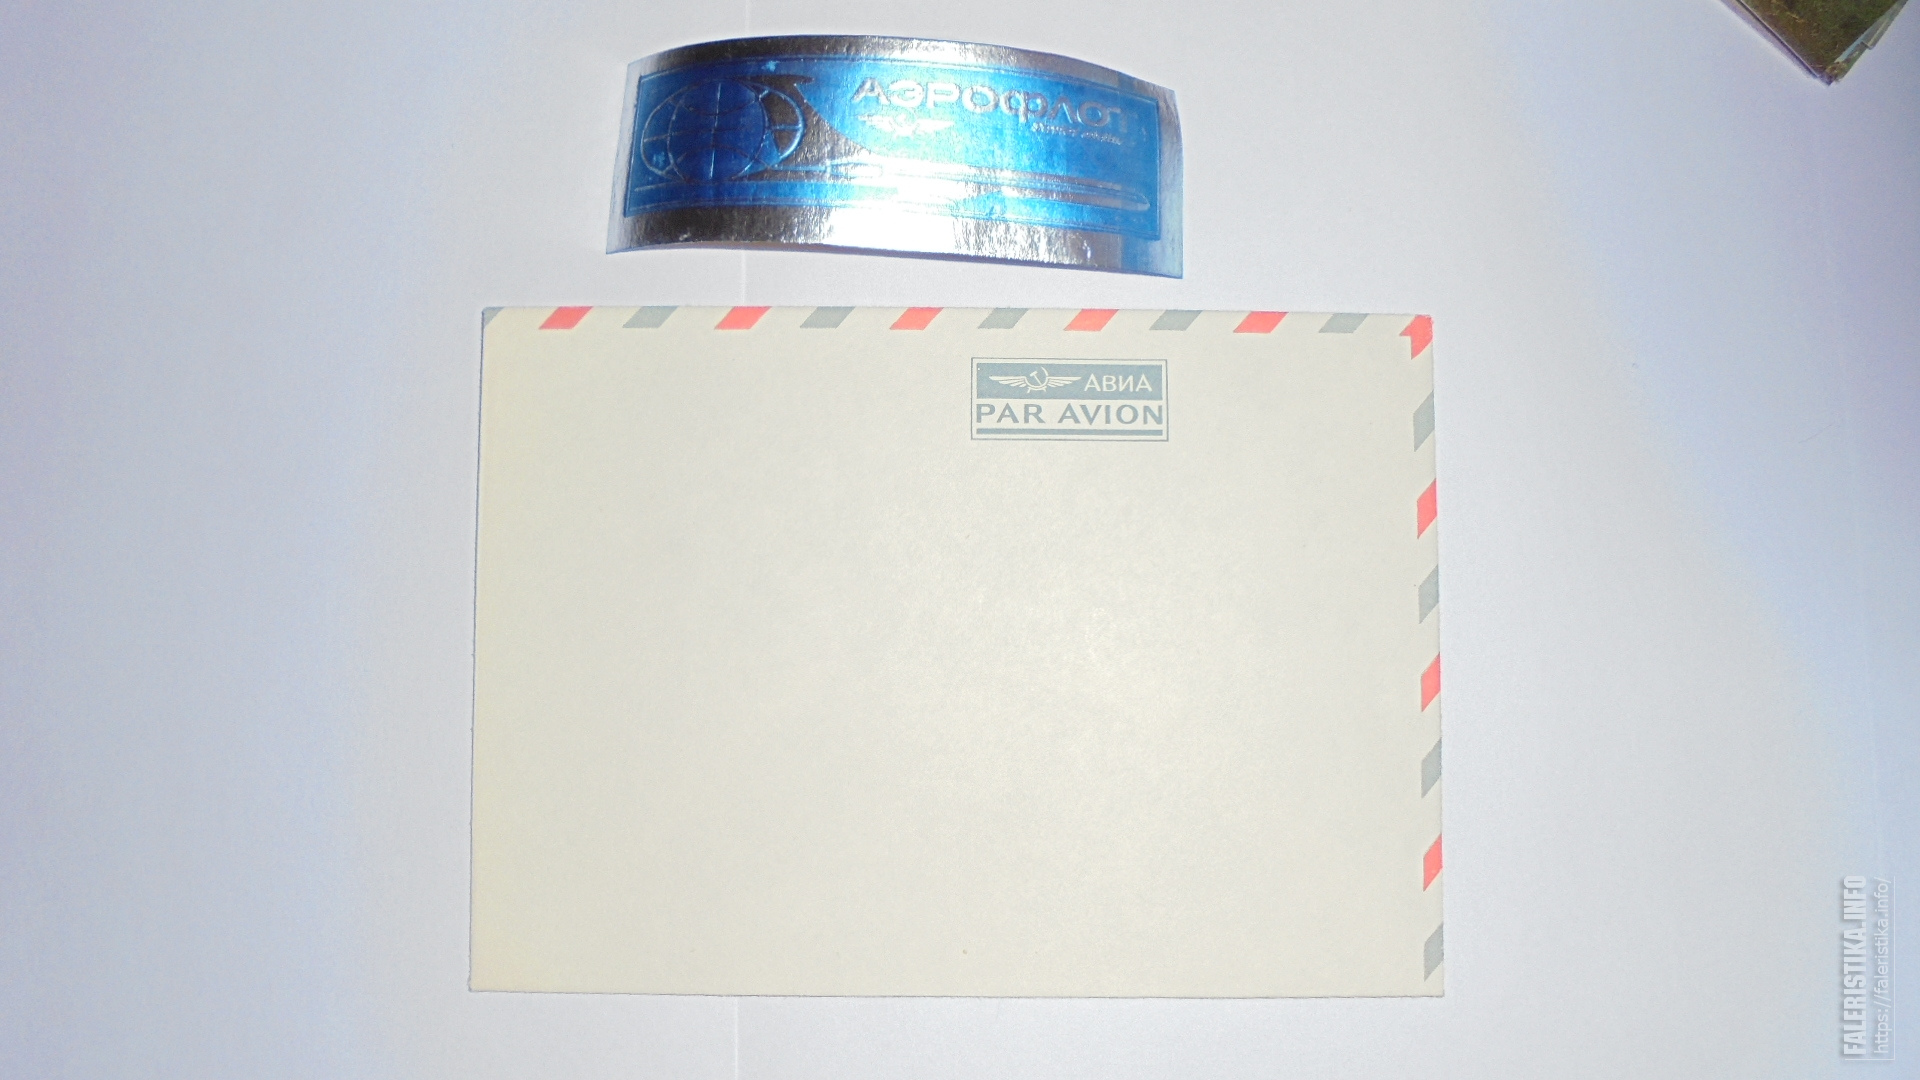 АЭРОФЛОТ
АВИА
PAR AVION
FALERISTIKA.INFO
https://faleristika.info/